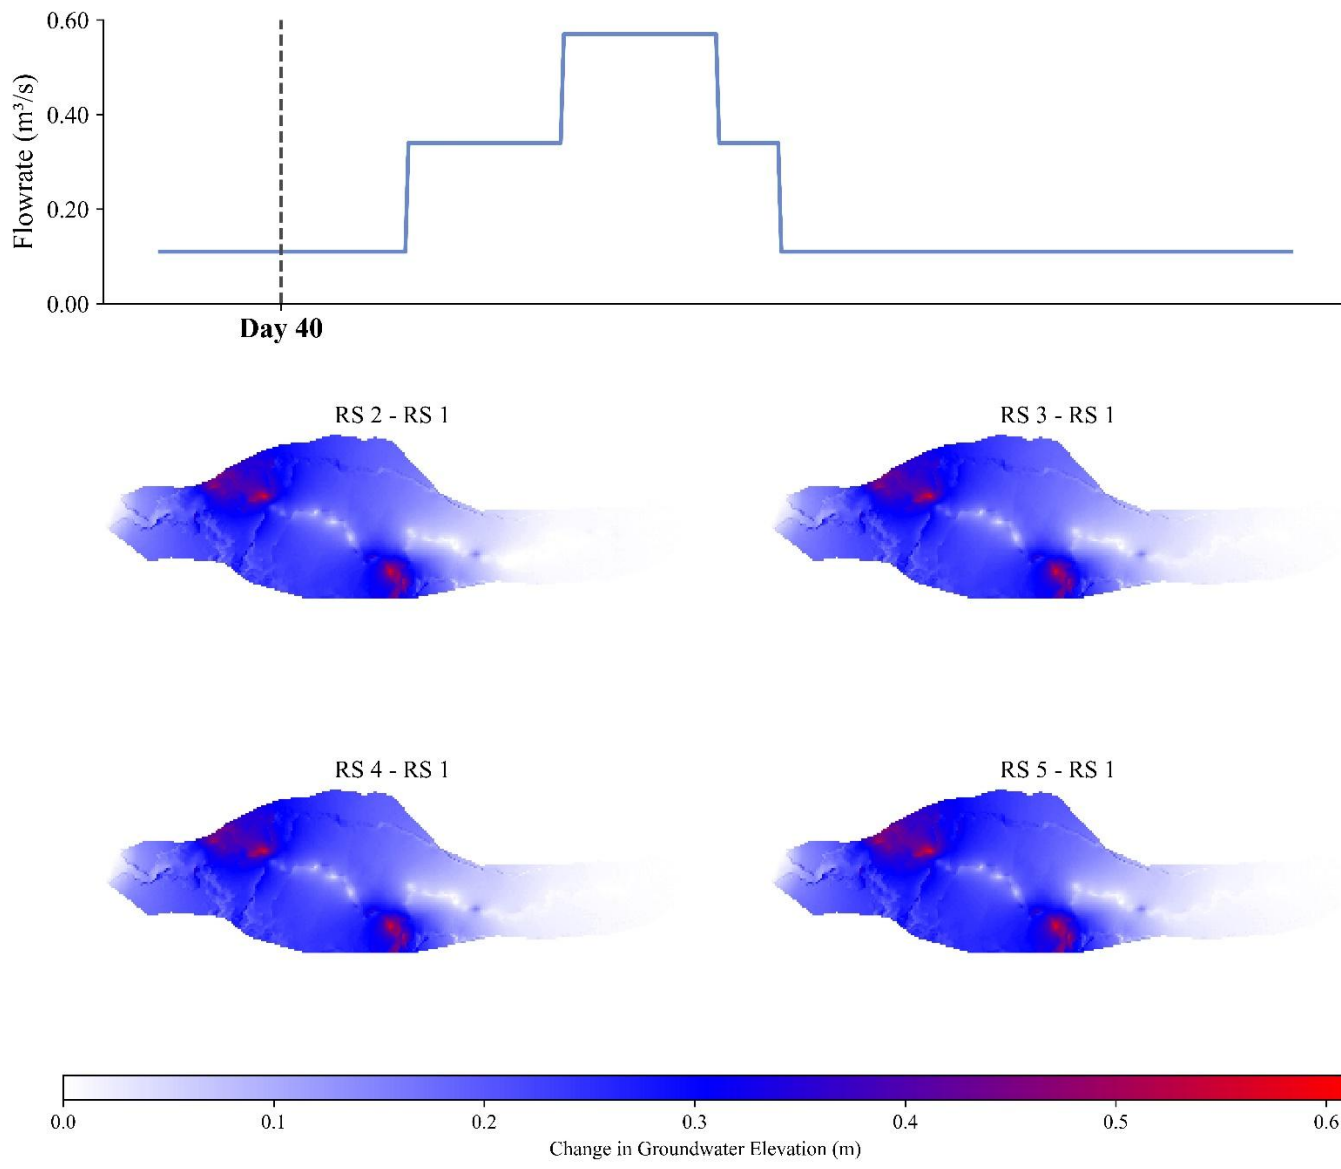 0.60
0.40
0.20
0.00
Flowrate (m³/s)
Day 40
RS 2 - RS 1
RS 3 - RS 1
RS 4 - RS 1
RS 5 - RS 1
0.0 0.1 0.2 0.3 0.4 0.5 0.6
Change in Groundwater Elevation (m)